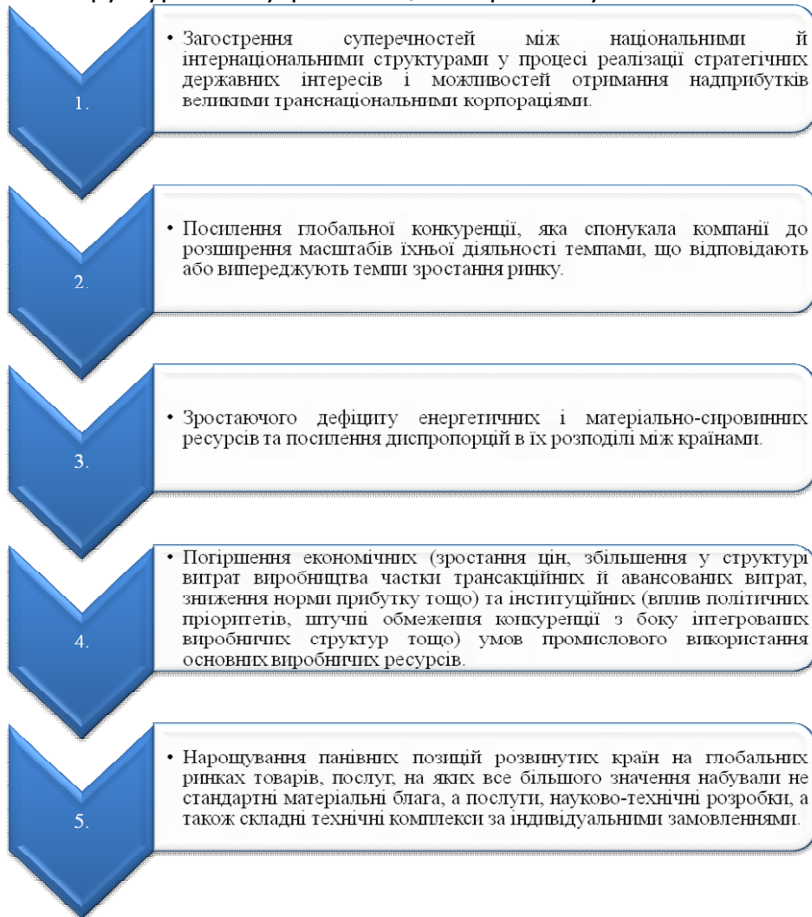 1.
• Загострення суперечностей між національними й
інтернаціональними структурами у процесі реалізації стратегічних
державних інтересів і можливостей отримання надприбутків
великими транснаціональними корпораціями.
2.
• Посилення глобальної конкуренції, яка спонукала компанії до
розширення масштабів їхньої діяльності темпами, що відповідають
або випереджують темпи зростання ринку.
3.
• Зростаючого дефіциту енергетичних і матеріально-сировинних
ресурсів та посилення диспропорцій в їх розподілі між країнами.
4.
• Погіршення економічних (зростання цін, збільшення у структурі
витрат виробництва частки трансакційних й авансованих витрат,
зниження норми прибутку тощо) та інституційних (вплив політичних
пріоритетів, штучні обмеження конкуренції з боку інтегрованих
виробничих структур тощо) умов промислового використання
основних виробничих ресурсів.
5.
• Нарощування панівних позицій розвинутих країн на глобальних
ринках товарів, послуг, на яких все більшого значення набували не
стандартні матеріальні блага, а послуги, науково-технічні розробки, а
також складні технічні комплекси за індивідуальними замовленнями.